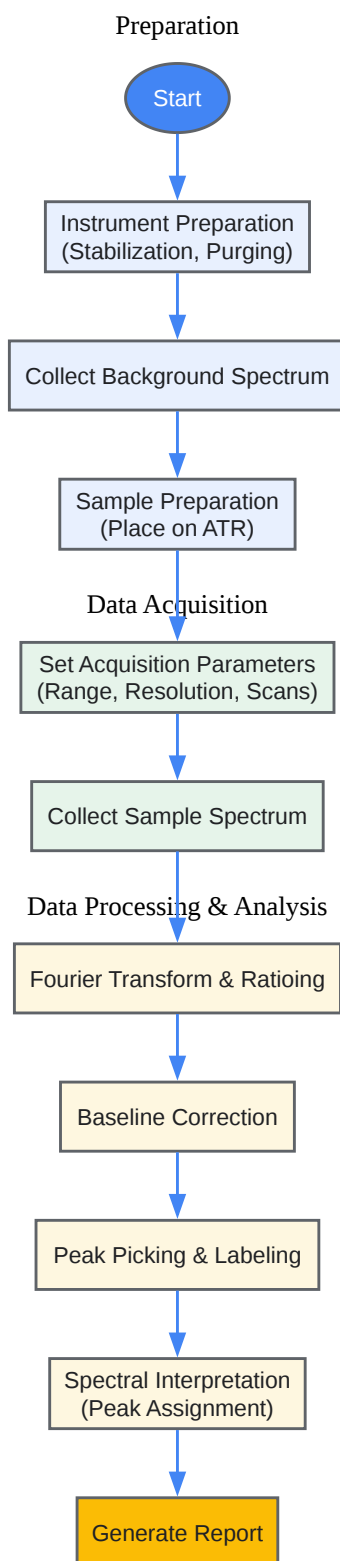 Preparation
Start
Instrument Preparation
(Stabilization, Purging)
Collect Background Spectrum
Sample Preparation
(Place on ATR)
Data Acquisition
Set Acquisition Parameters
(Range, Resolution, Scans)
Collect Sample Spectrum
Data Processing & Analysis
Fourier Transform & Ratioing
Baseline Correction
Peak Picking & Labeling
Spectral Interpretation
(Peak Assignment)
Generate Report